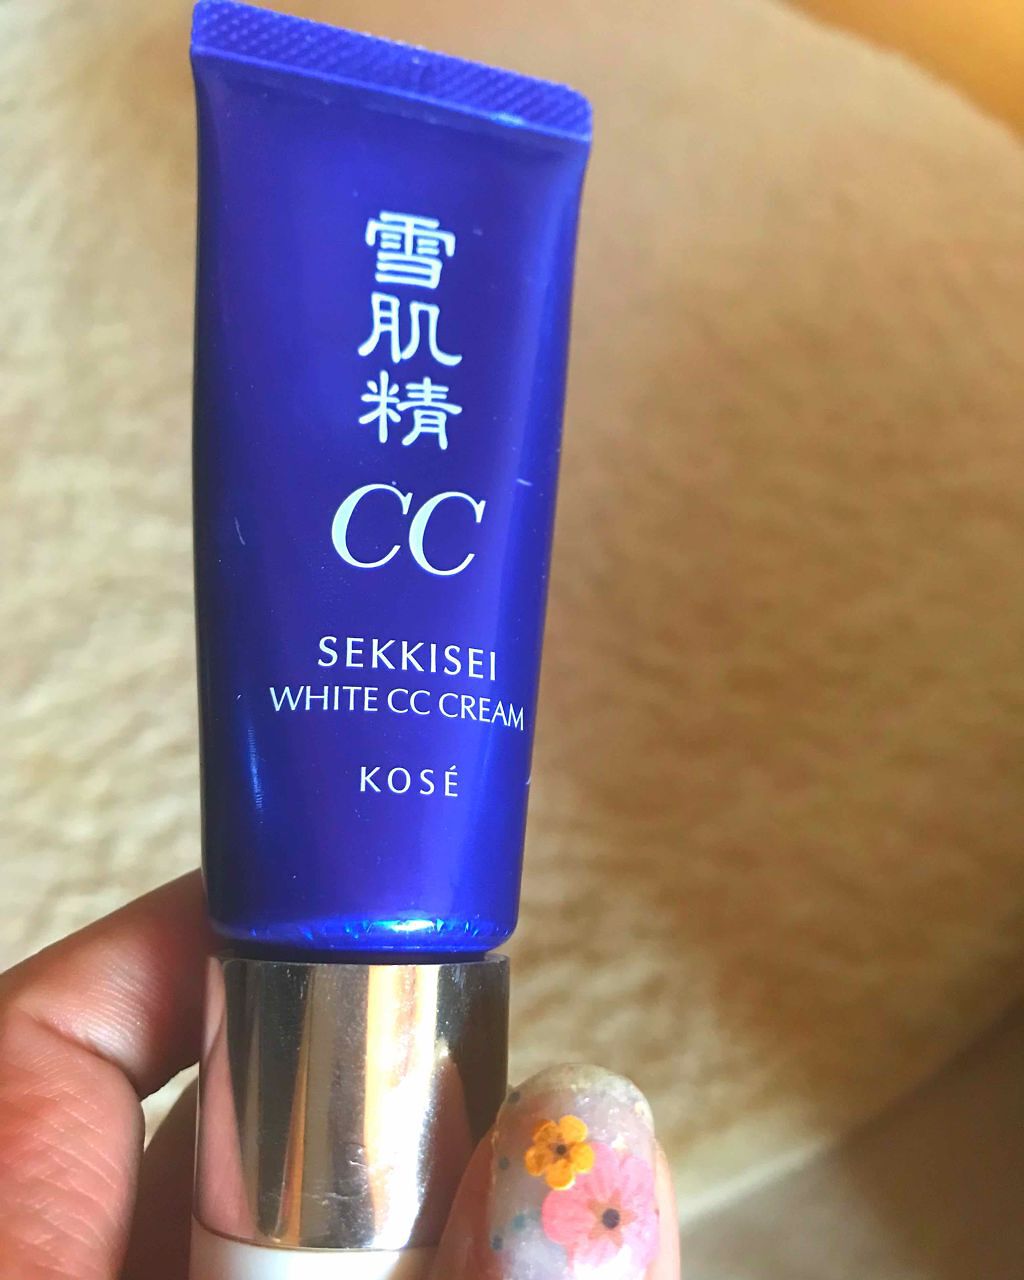 雪肌精
CC
SEKKISEI
WHITE CC CREAM
KOSÉ